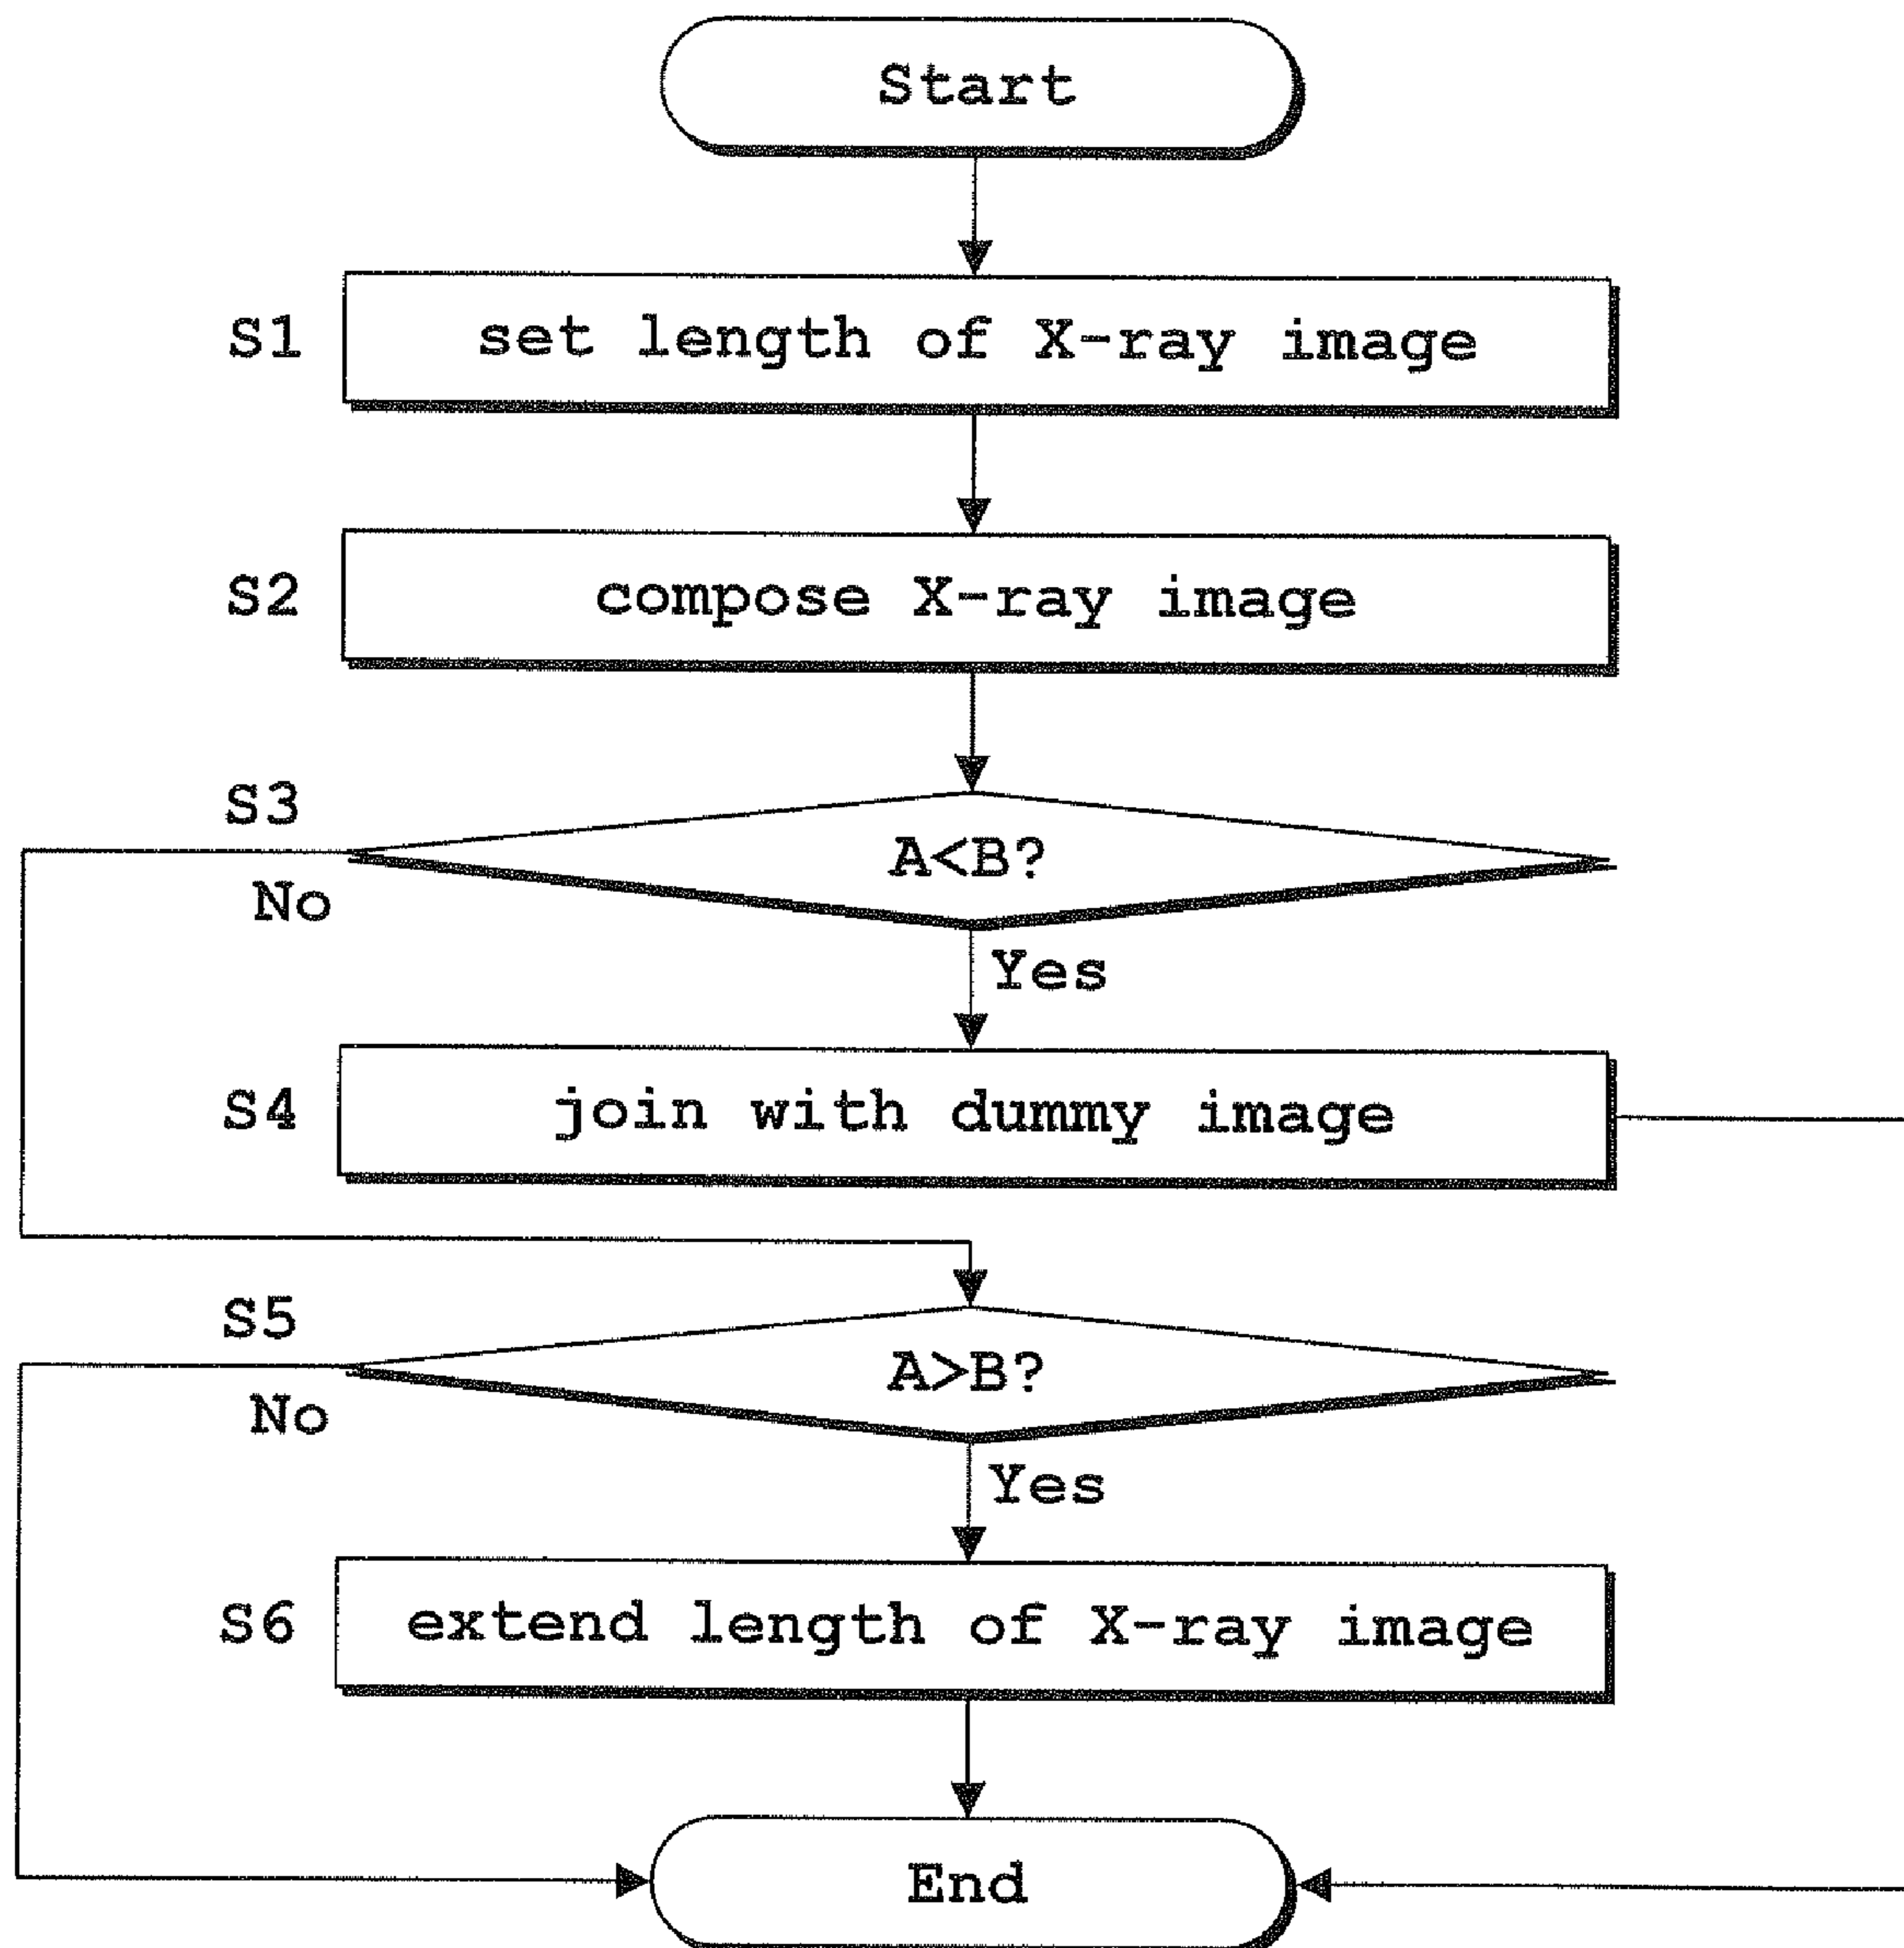 Start
S1
set length of X-ray image
S2
compose X-ray image
S3
A<B?
No
Yes
S4
join with dummy image
S5
A>B?
No
Yes
S6
extend length of X-ray image
End